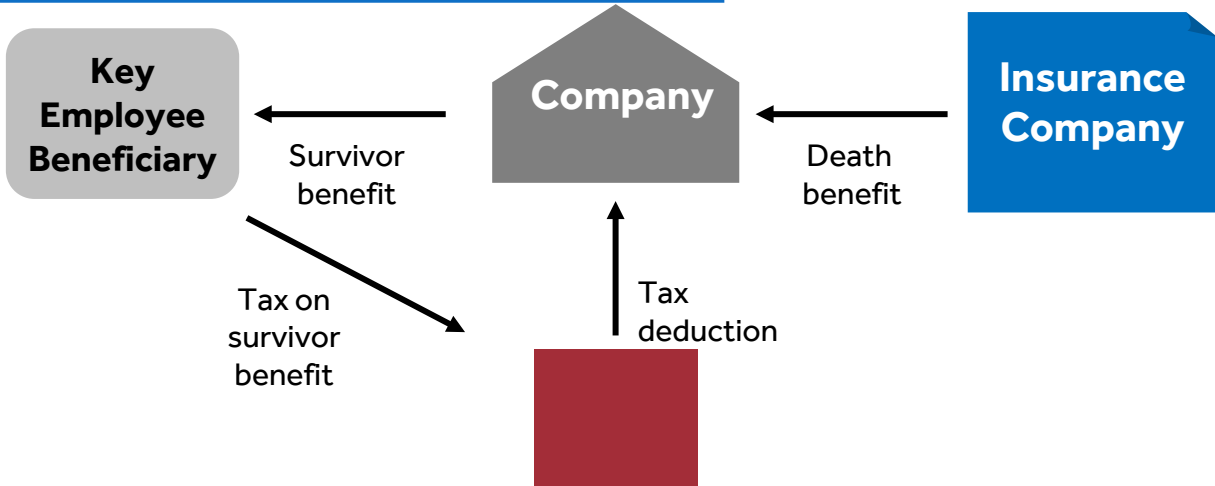 Key
Employee
Beneficiary
Survivor
benefit
Company
Death
benefit
Insurance
Company
Tax on
survivor
benefit
Tax
deduction